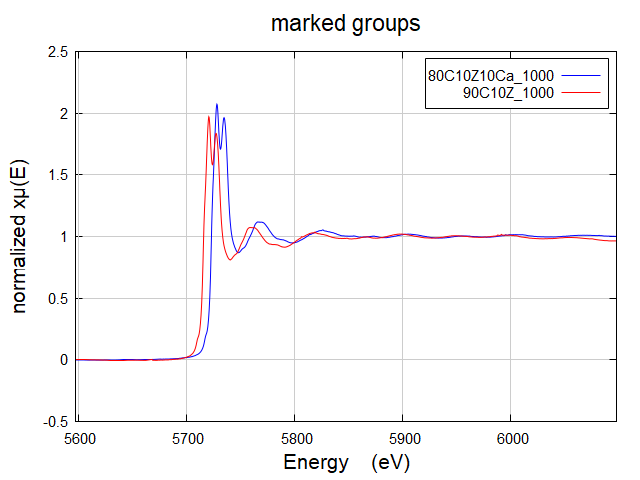 marked groups
2.5
80C10Z10Ca_1000
90C10Z_1000
2
1.5
normalized xμ(E)
1
0.5
0
-0.5
5600 5700 5800 5900 6000
Energy (eV)